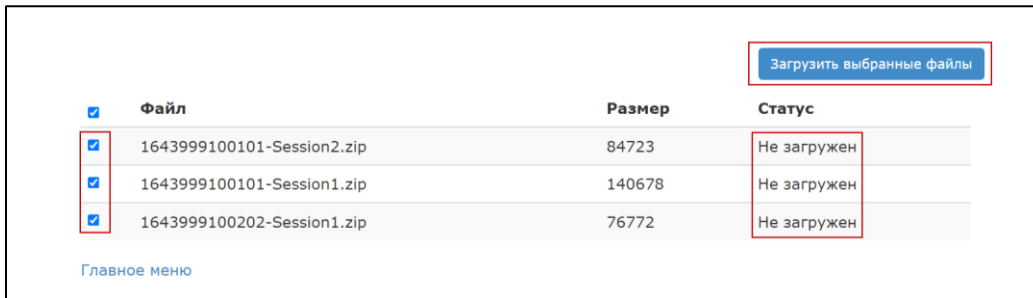 Загрузить выбранные файлы
Файл Размер Статус
1643999100101-Session2.zip 84723 Не загружен
1643999100101-Session1.zip 140678 Не загружен
1643999100202-Session1.zip 76772 Не загружен
Главное меню